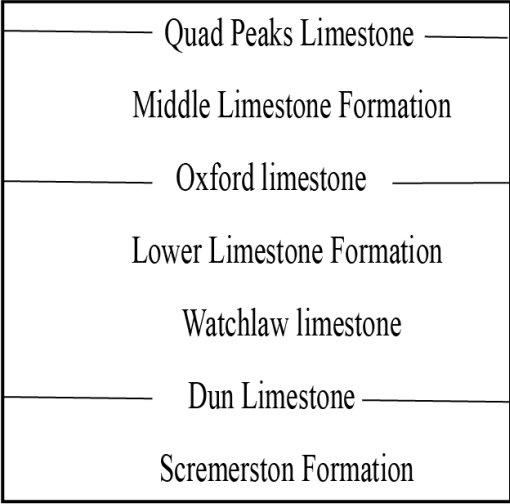 Quad Peaks Limestone
Middle Limestone Formation
Oxford limestone
Lower Limestone Formation
Watchlaw limestone
Dun Limestone
Scremerston Formation